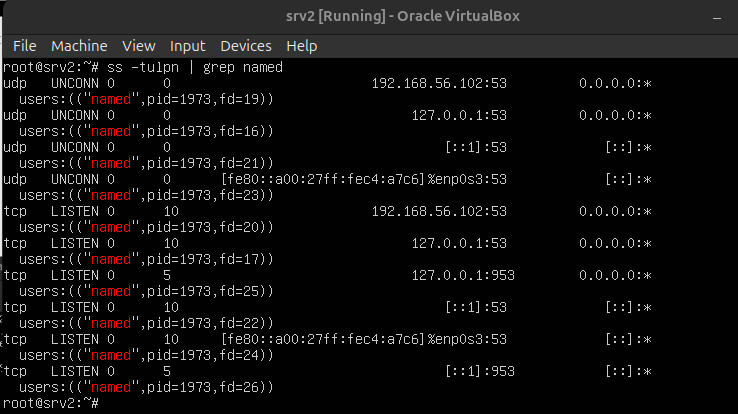 srv2 [Running] - Oracle VirtualBox
File Machine View Input Devices Help
root@srv2:~# ss -tulpn | grep named
udp UNCONN 0 0 192.168.56.102:53 0.0.0.0:*
users:(("named",pid=1973,fd=19))
udp UNCONN 0 0 127.0.0.1:53 0.0.0.0:*
users:(("named",pid=1973,fd=16))
udp UNCONN 0 0 [::1]:53 [::]:*
users:(("named",pid=1973,fd=21))
udp UNCONN 0 0 [fe80::a00:27ff:fec4:a7c6]%enp0s3:53 [::]:*
users:(("named",pid=1973,fd=23))
tcp LISTEN 0 10 192.168.56.102:53 0.0.0.0:*
users:(("named",pid=1973,fd=20))
tcp LISTEN 0 10 127.0.0.1:53 0.0.0.0:*
users:(("named",pid=1973,fd=17))
tcp LISTEN 0 5 127.0.0.1:953 0.0.0.0:*
users:(("named",pid=1973,fd=25))
tcp LISTEN 0 10 [::1]:53 [::]:*
users:(("named",pid=1973,fd=22))
tcp LISTEN 0 10 [fe80::a00:27ff:fec4:a7c6]%enp0s3:53 [::]:*
users:(("named",pid=1973,fd=24))
tcp LISTEN 0 5 [::1]:953 [::]:*
users:(("named",pid=1973,fd=26))
root@srv2:~#